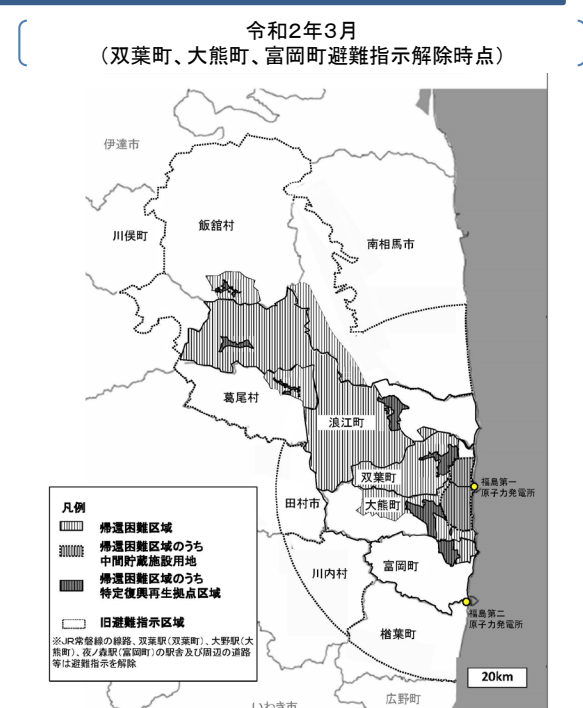 令和2年3月
（双葉町、大熊町、富岡町避難指示解除時点）
伊達市
川俣町
飯舘村
南相馬市
葛尾村
浪江町
双葉町
大熊町
福島第一
原子力発電所
田村市
川内村
富岡町
福島第二
原子力発電所
楢葉町
広野町
いわき市
20km
凡例
帰還困難区域
帰還困難区域のうち
中間貯蔵施設用地
帰還困難区域のうち
特定復興再生拠点区域
旧避難指示区域
※JR常磐線の線路、双葉駅(双葉町)、大野駅(大
熊町)、夜ノ森駅(富岡町)の駅舎及び周辺の道路
等は避難指示を解除